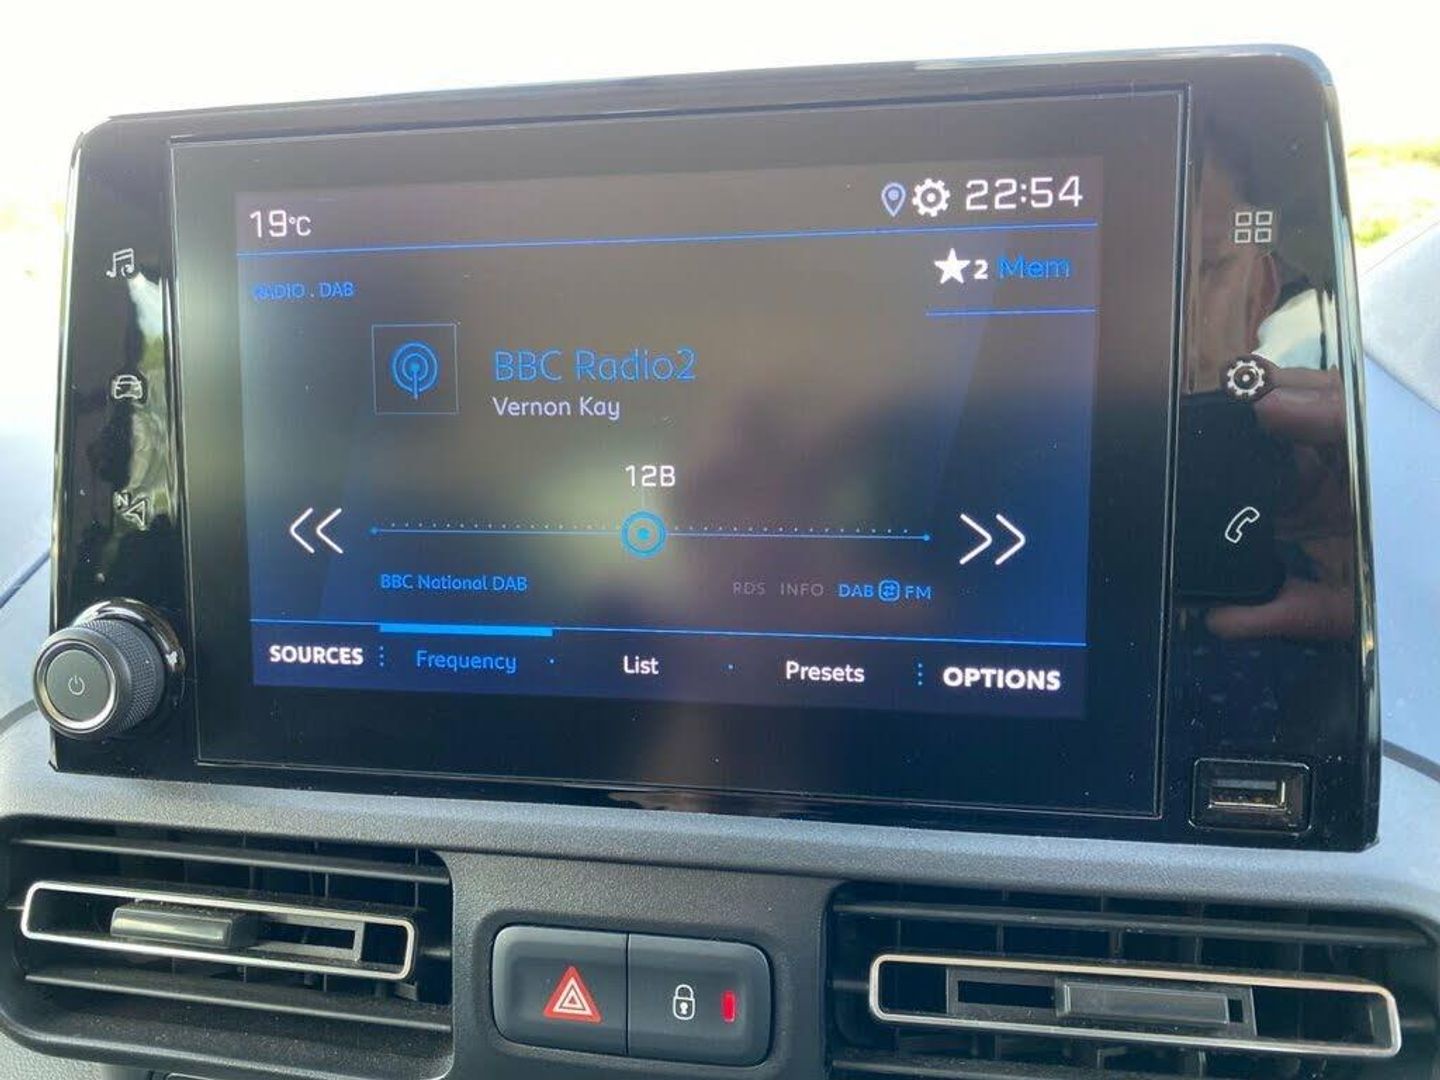 19°C
22:54
2 Mem
RADIO . DAB
BBC Radio2
Vernon Kay
12B
BBC National DAB
RDS INFO DAB FM
SOURCES Frequency List Presets OPTIONS
N